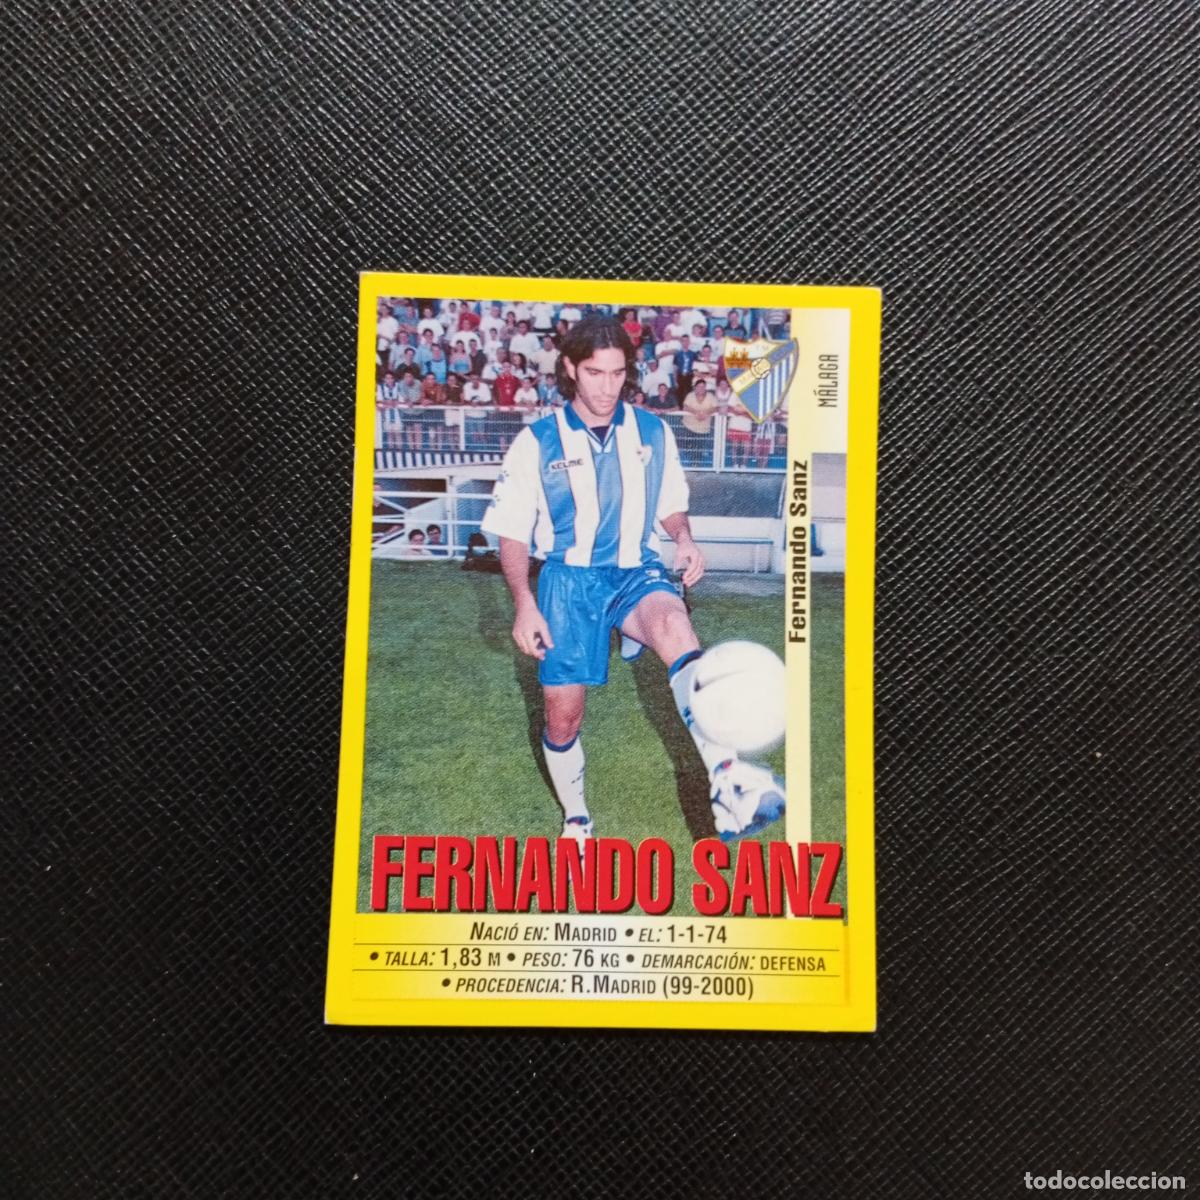 MÁLAGA
Fernando Sanz
KELME
FERNANDO SANZ
NACIÓ EN: MADRID • EL: 1-1-74
• TALLA: 1,83 M • PESO: 76 KG • DEMARCACIÓN: DEFENSA
• PROCEDENCIA: R.MADRID (99-2000)
todocoleccion